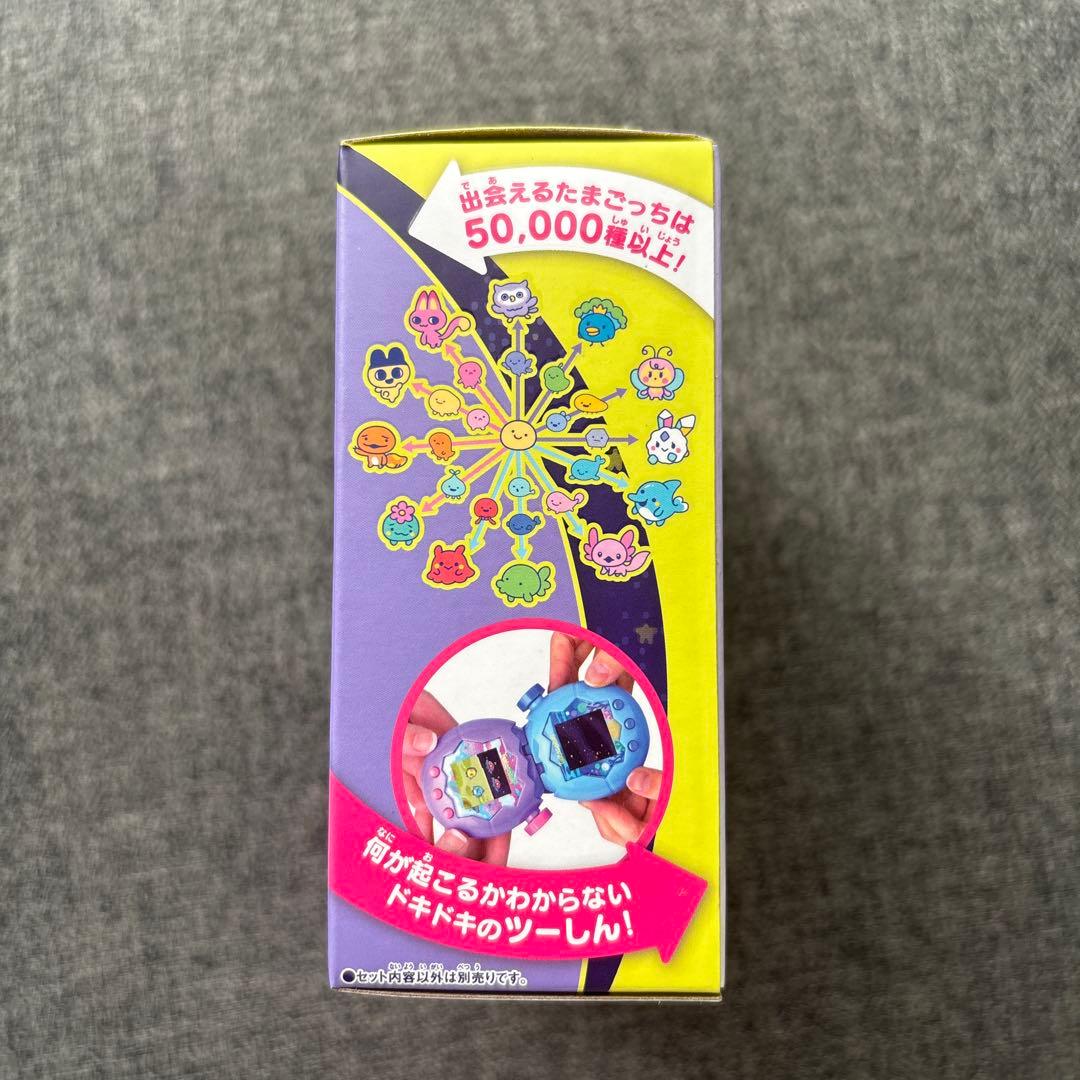 出会えるたまごっちは
50,000種以上!
何が起こるかわからない
ドキドキのツーしん!
●セット内容以外は別売りです。